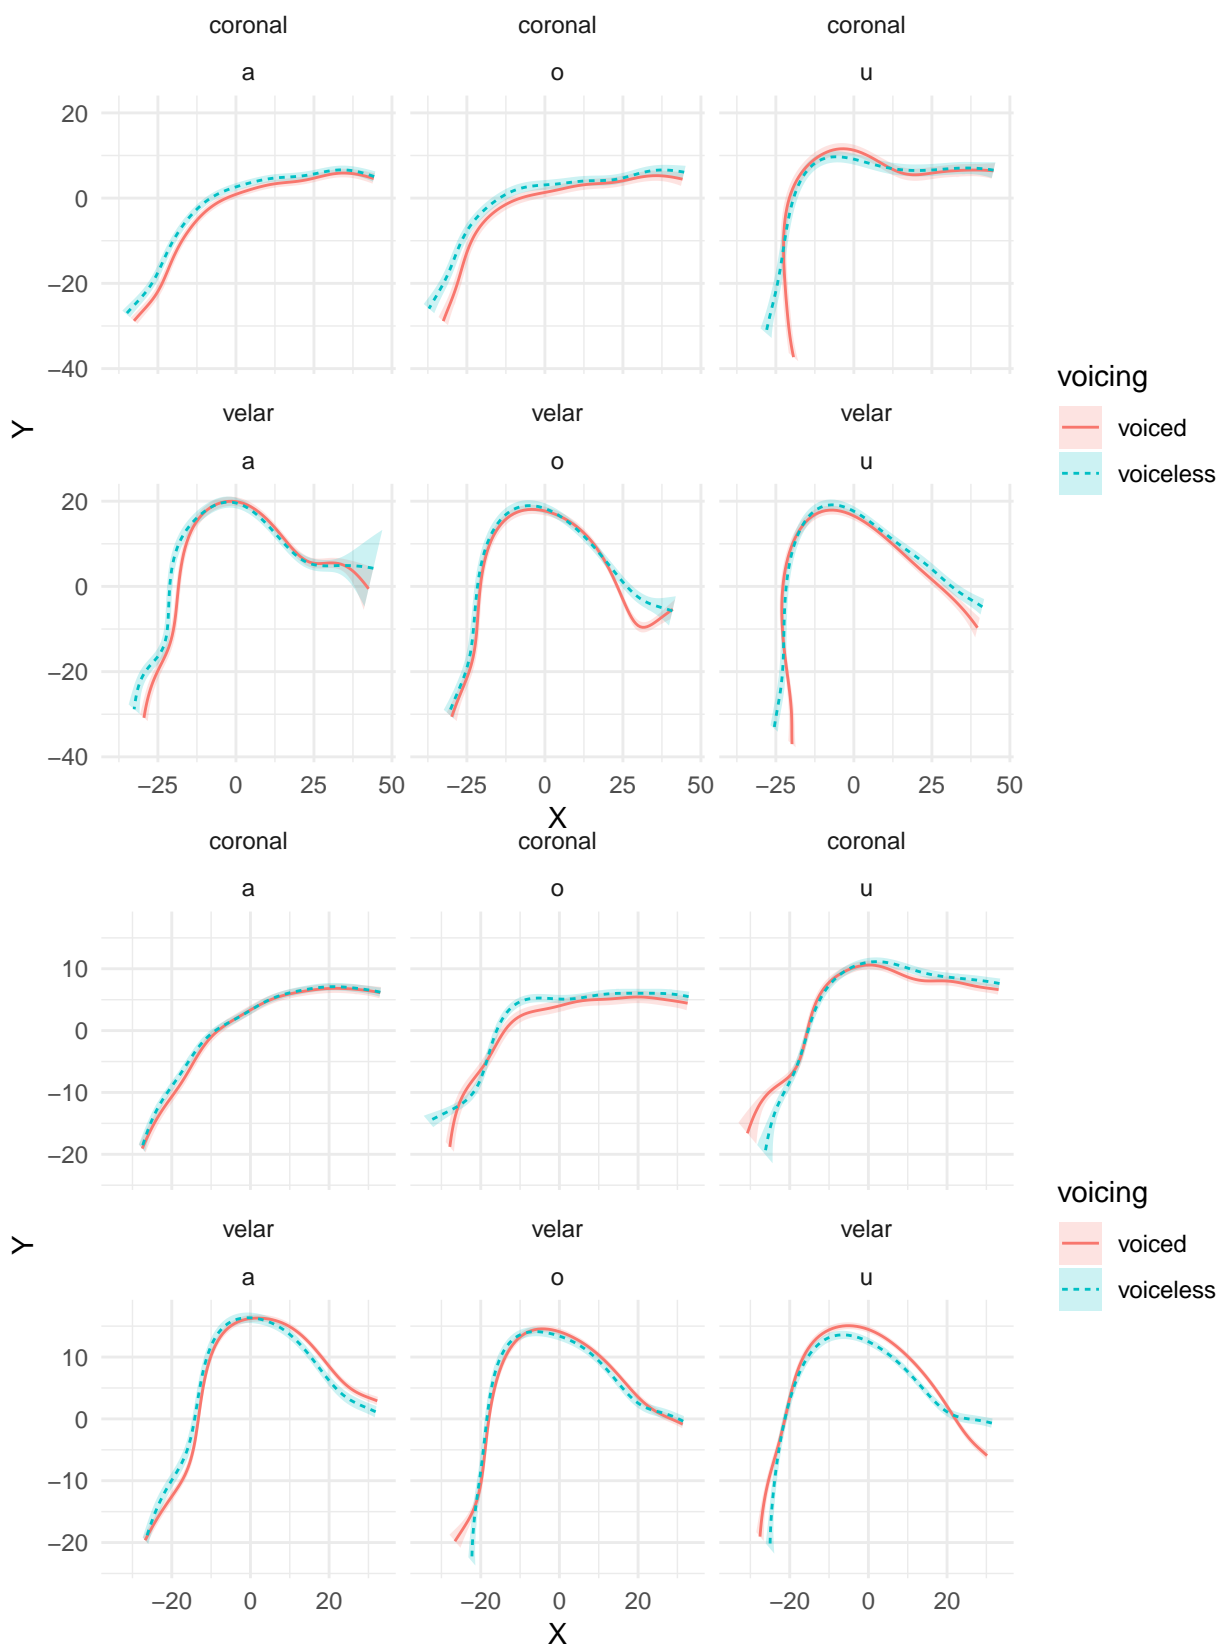 coronal coronal coronal
a o u
20
0
−20
−40
velar velar velar
a o u
20
0
−20
−40
−25 0 25 50 −25 0 25 50 −25 0 25 50
X
Y
voicing
voiced
voiceless
coronal coronal coronal
a o u
10
0
−10
−20
velar velar velar
a o u
10
0
−10
−20
−20 0 20 −20 0 20 −20 0 20
X
Y
voicing
voiced
voiceless